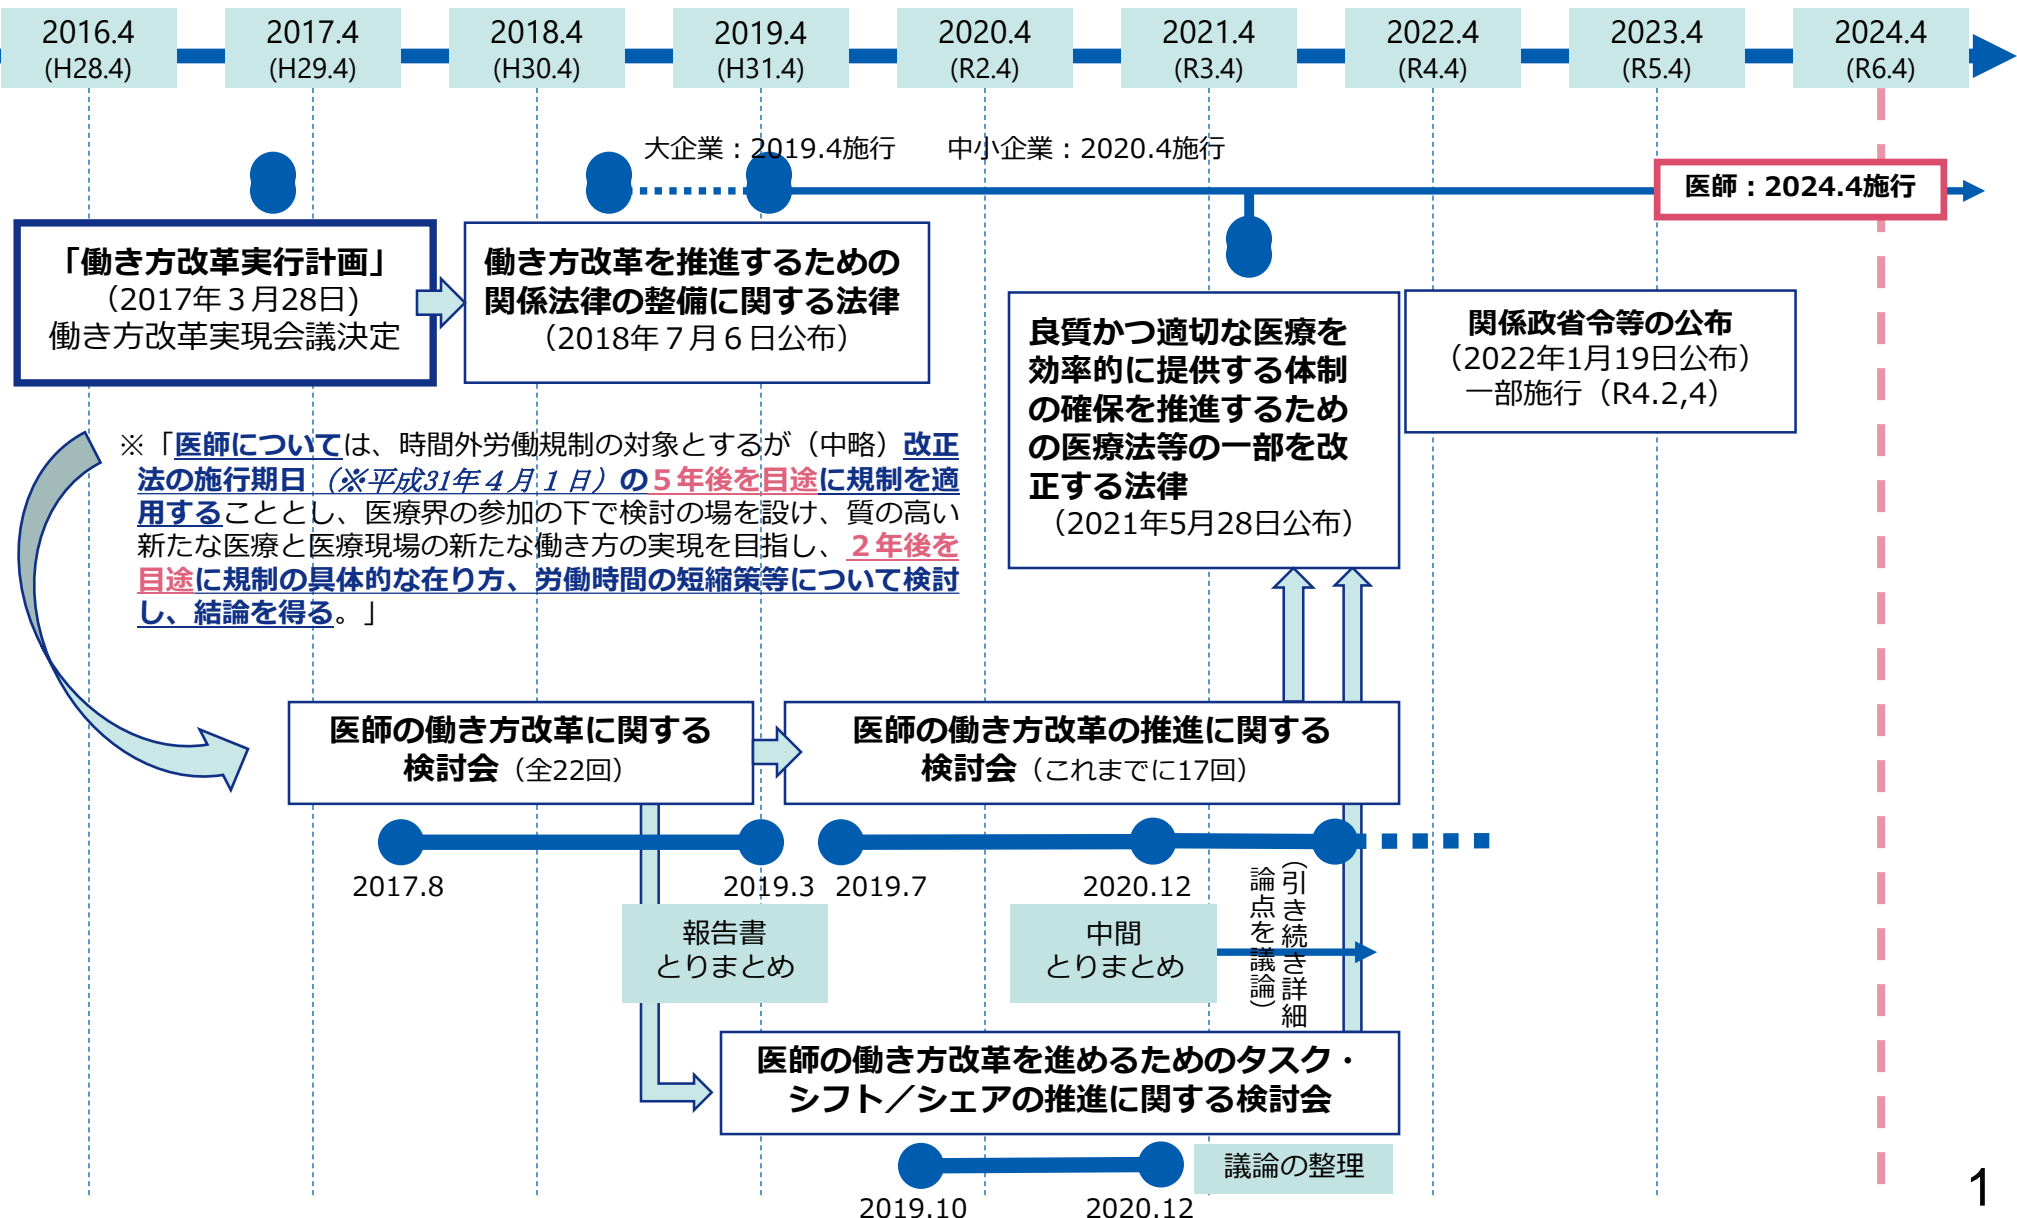 2016.4
(H28.4)
2017.4
(H29.4)
2018.4
(H30.4)
2019.4
(H31.4)
2020.4
(R2.4)
2021.4
(R3.4)
2022.4
(R4.4)
2023.4
(R5.4)
2024.4
(R6.4)
大企業：2019.4施行　中小企業：2020.4施行
医師：2024.4施行
「働き方改革実行計画」
（2017年３月28日)
働き方改革実現会議決定
働き方改革を推進するための
関係法律の整備に関する法律
（2018年７月６日公布）
良質かつ適切な医療を
効率的に提供する体制
の確保を推進するため
の医療法等の一部を改
正する法律
（2021年5月28日公布）
関係政省令等の公布
（2022年1月19日公布）
一部施行（R4.2,4）
※「医師については、時間外労働規制の対象とするが（中略）改正
法の施行期日（※平成31年４月１日）の５年後を目途に規制を適
用することとし、医療界の参加の下で検討の場を設け、質の高い
新たな医療と医療現場の新たな働き方の実現を目指し、２年後を
目途に規制の具体的な在り方、労働時間の短縮策等について検討
し、結論を得る。」
医師の働き方改革に関する
検討会（全22回）
医師の働き方改革の推進に関する
検討会（これまでに17回）
2017.8
2019.3
2019.7
2020.12
報告書
とりまとめ
中間
とりまとめ
（引き続き詳細
論点を議論）
医師の働き方改革を進めるためのタスク・
シフト／シェアの推進に関する検討会
議論の整理
2019.10
2020.12
1